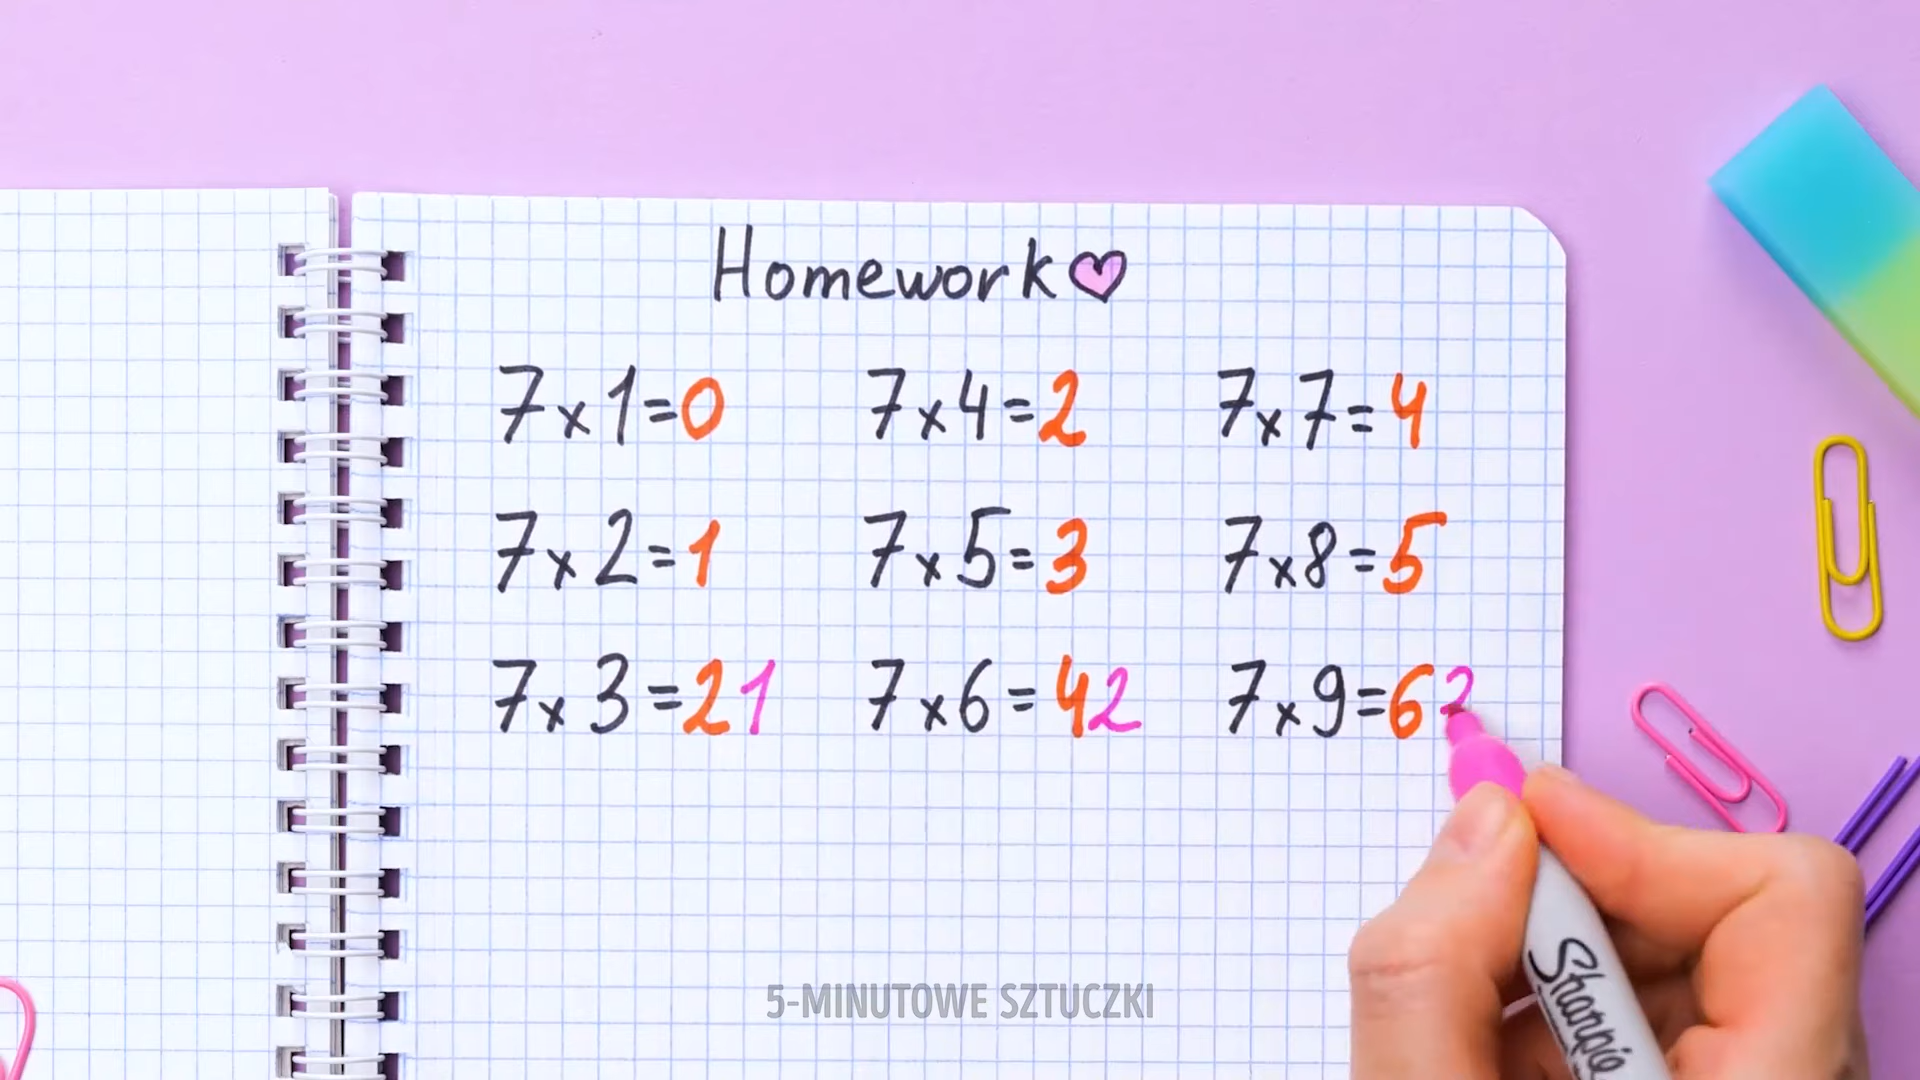 Homework
7x1=0 7x4=2 7x7=4
7x2=1 7x5=3 7x8=5
7x3=21 7x6=42 7x9=6
5-MINUTOWE SZTUCZKI
Sharpie